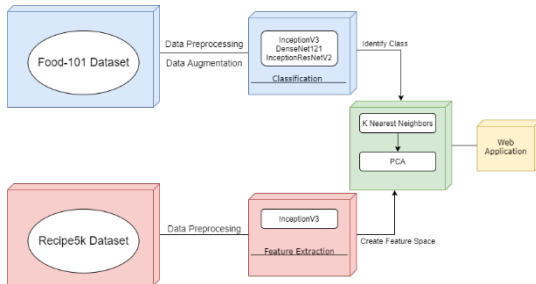 Food-101 Dataset
Data Preprocessing
Data Augmentation
InceptionV3
DenseNet121
InceptionResNetV2
Classification
Identify Class
K Nearest Neighbors
PCA
Web
Application
Recipe5k Dataset
Data Preprocesing
InceptionV3
Feature Extraction
Create Feature Space